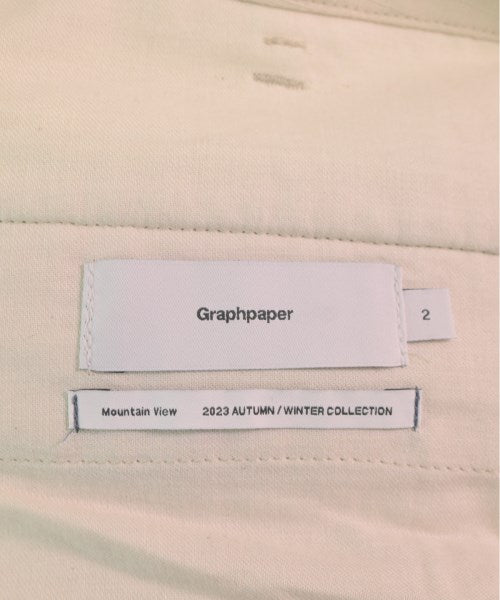 Graphpaper
2
Mountain View 2023 AUTUMN / WINTER COLLECTION